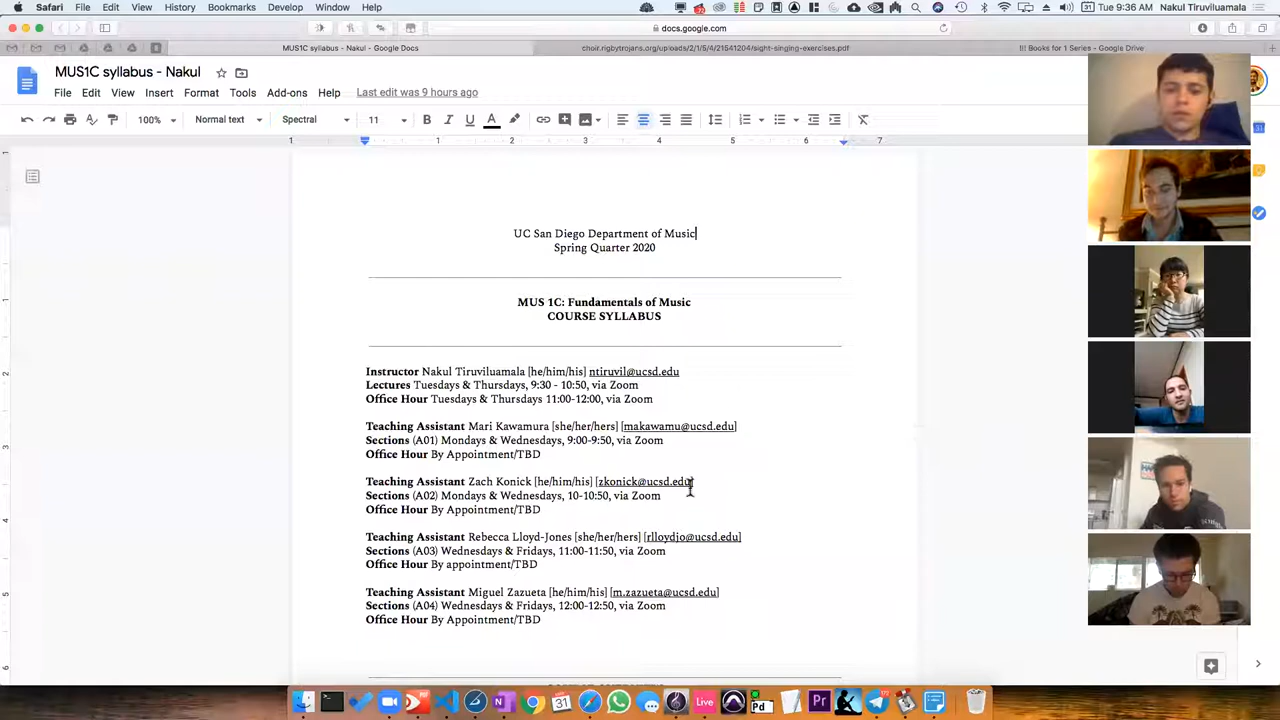 Safari File Edit View History Bookmarks Develop Window Help Tue 9:36 AM Nakul Tiruviluamala
docs.google.com
MUS1C syllabus - Nakul - Google Docs choir.rigbytrojans.org/uploads/2/1/5/4/21541204/sight-singing-exercises.pdf Books for 1 Series - Google Drive
MUS1C syllabus - Nakul
File Edit View Insert Format Tools Add-ons Help Last edit was 9 hours ago
100% Normal text Spectral 11 B I U A
1 1 2 3 4 5 6 7
UC San Diego Department of Music
Spring Quarter 2020
MUS 1C: Fundamentals of Music
COURSE SYLLABUS
Instructor Nakul Tiruviluamala [he/him/his] ntiruvil@ucsd.edu
Lectures Tuesdays & Thursdays, 9:30 - 10:50, via Zoom
Office Hour Tuesdays & Thursdays 11:00-12:00, via Zoom
Teaching Assistant Mari Kawamura [she/her/hers] [makawamu@ucsd.edu]
Sections (A01) Mondays & Wednesdays, 9:00-9:50, via Zoom
Office Hour By Appointment/TBD
Teaching Assistant Zach Konick [he/him/his] [zkonick@ucsd.edu]
Sections (A02) Mondays & Wednesdays, 10-10:50, via Zoom
Office Hour By Appointment/TBD
Teaching Assistant Rebecca Lloyd-Jones [she/her/hers] [rlloydjo@ucsd.edu]
Sections (A03) Wednesdays & Fridays, 11:00-11:50, via Zoom
Office Hour By appointment/TBD
Teaching Assistant Miguel Zazueta [he/him/his] [m.zazueta@ucsd.edu]
Sections (A04) Wednesdays & Fridays, 12:00-12:50, via Zoom
Office Hour By Appointment/TBD
Live Pd Pr